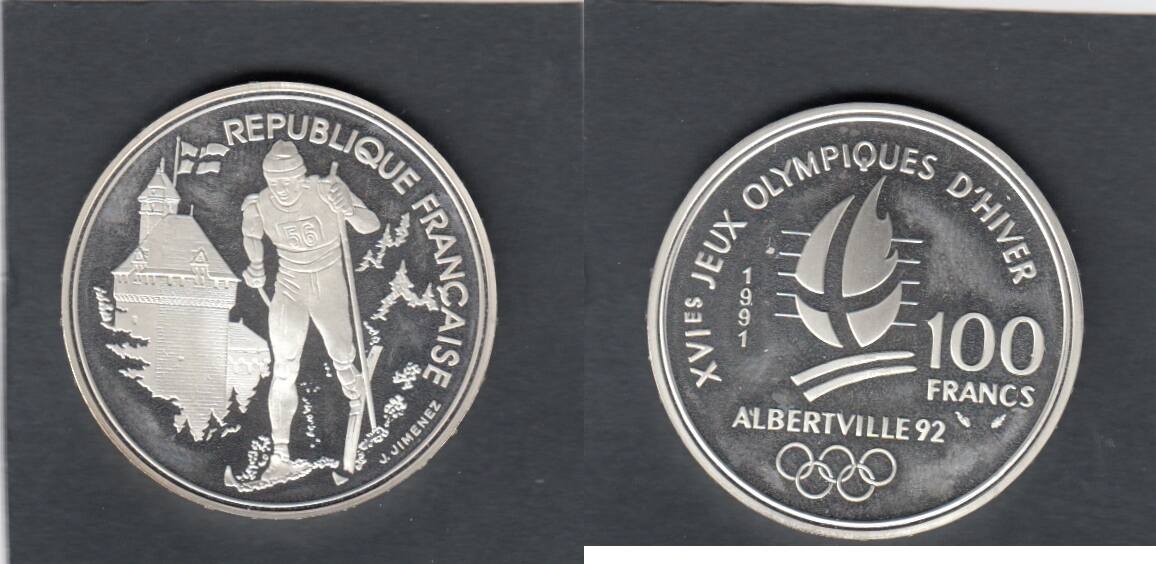 REPUBLIQUE FRANÇAISE
56
J. JIMENEZ
XVIES JEUX OLYMPIQUES D'HIVER
1991
100
FRANCS
ALBERTVILLE 92